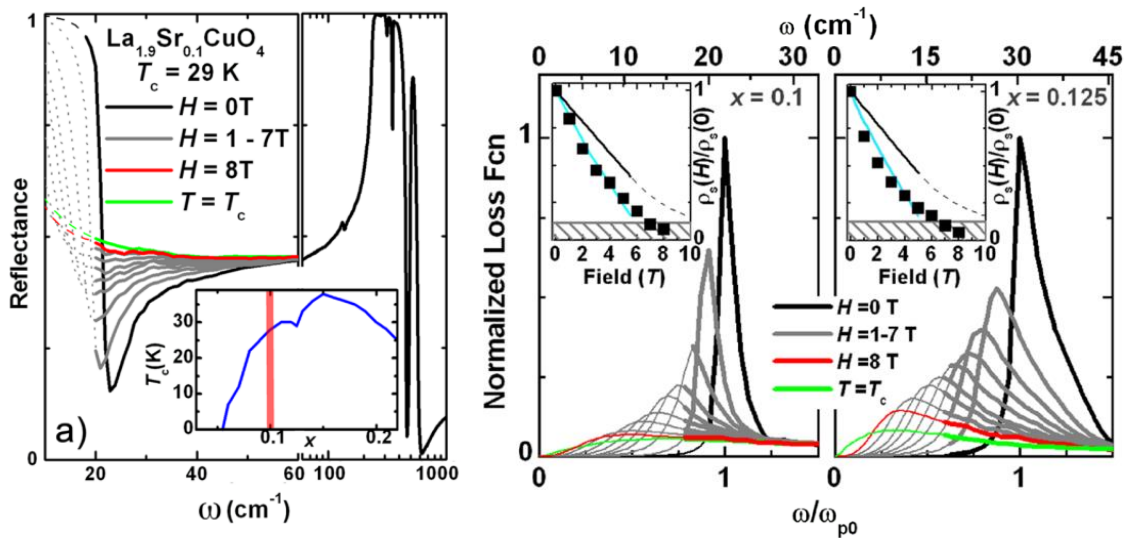 1
La1.9Sr0.1CuO4
Tc = 29 K
H = 0T
H = 1 - 7T
H = 8T
T = Tc
Reflectance
30
20
10
0
Tc(K)
0.1 x 0.2
a)
0
20 40 60 100 1000
ω (cm-1)
ω (cm-1)
0 10 20 30 0 15 30 45
x = 0.1
x = 0.125
1
0
ρs(H)/ρs(0)
0 2 4 6 8 10
Field (T)
1
0
ρs(H)/ρs(0)
0 2 4 6 8 10
Field (T)
Normalized Loss Fcn
1
0
H =0 T
H =1-7 T
H =8 T
T=Tc
0 1 0 1
ω/ωp0